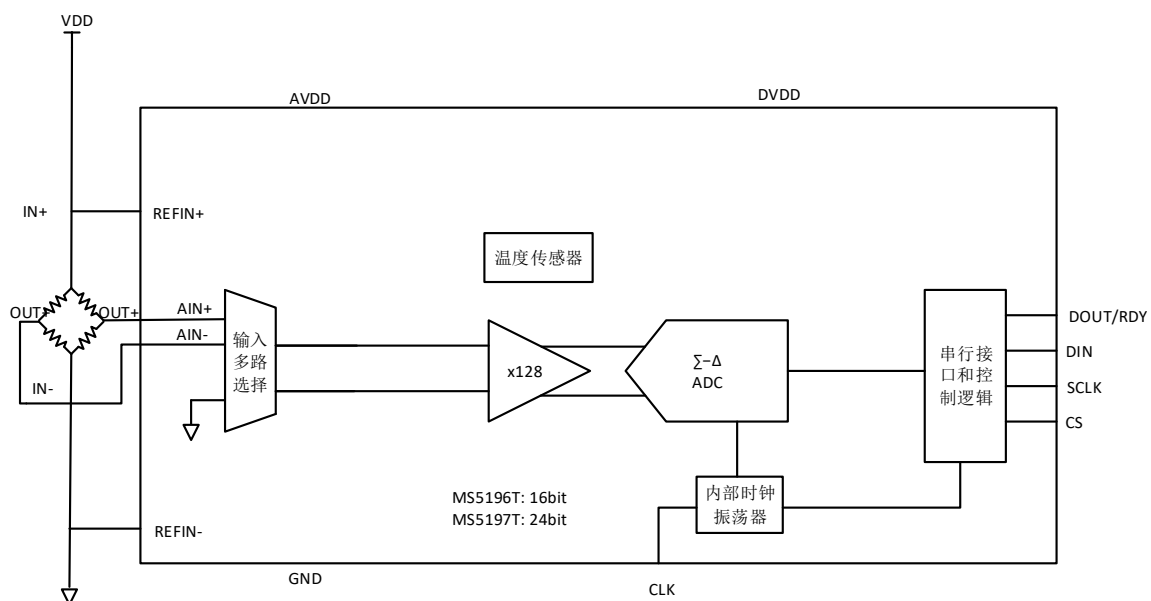 VDD
AVDD
DVDD
IN+
REFIN+
温度传感器
OUT+
OUT+
AIN+
AIN-
输入
多路
选择
x128
∑−Δ
ADC
串行接
口和控
制逻辑
DOUT/RDY
DIN
SCLK
CS
IN-
MS5196T: 16bit
MS5197T: 24bit
内部时钟
振荡器
REFIN-
GND
CLK